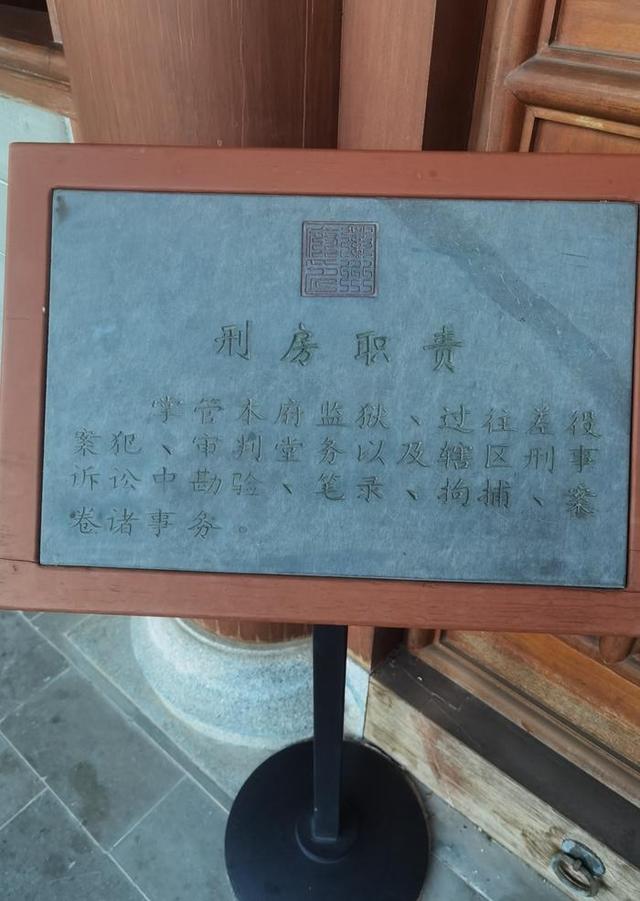 刑房职责
掌管本府监狱、过往差役
案犯、审判堂务以及辖区刑事
诉讼中勘验、笔录、拘捕、案
卷诸事务。